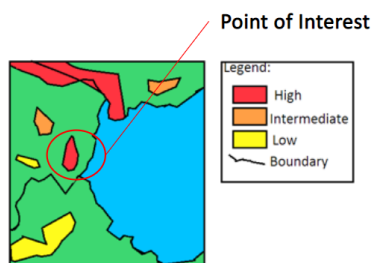 Point of Interest
Legend:
High
Intermediate
Low
Boundary